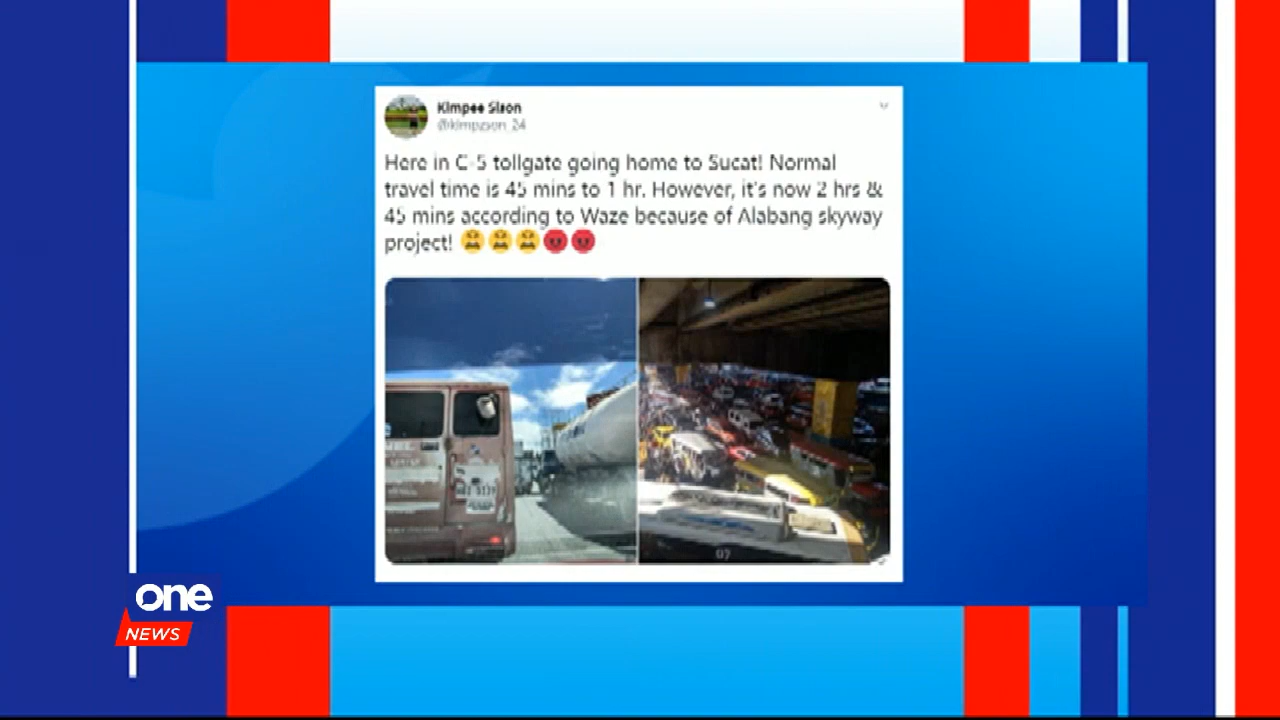 Kimpee Sison
Here in C-5 tollgate going home to Sucat! Normal
travel time is 45 mins to 1 hr. However, it's now 2 hrs &
45 mins according to Waze because of Alabang skyway
project! 😫😫😫😡😡
07
one
NEWS